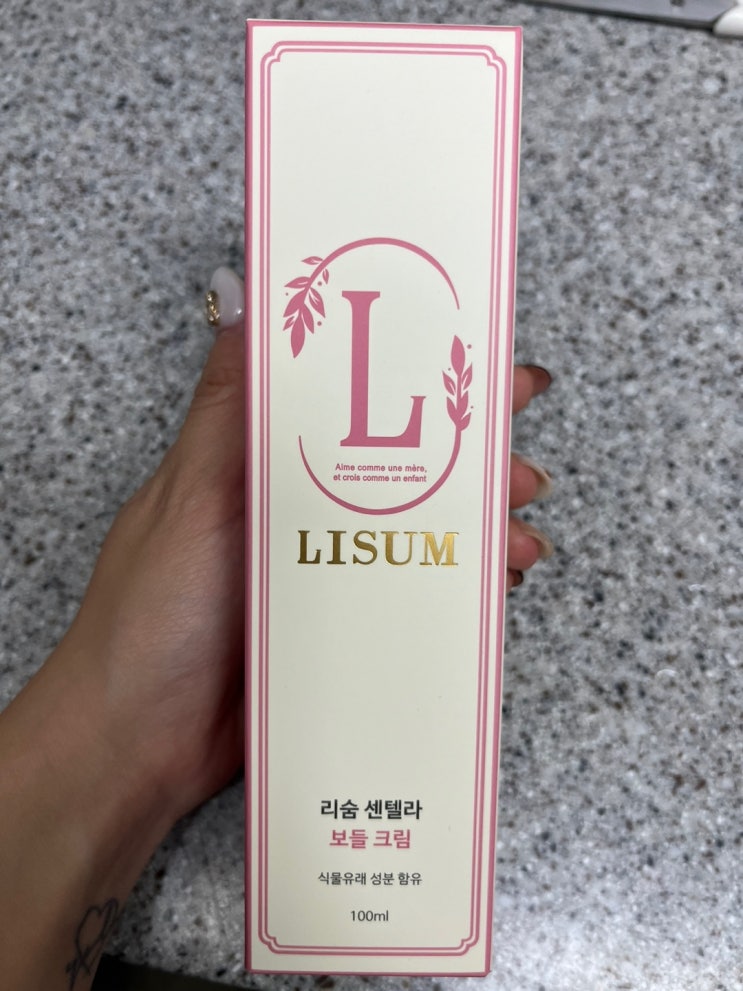 L
Aime comme une mère,
et crois comme un enfant
LISUM
리숨 센텔라
보들 크림
식물유래 성분 함유
100ml